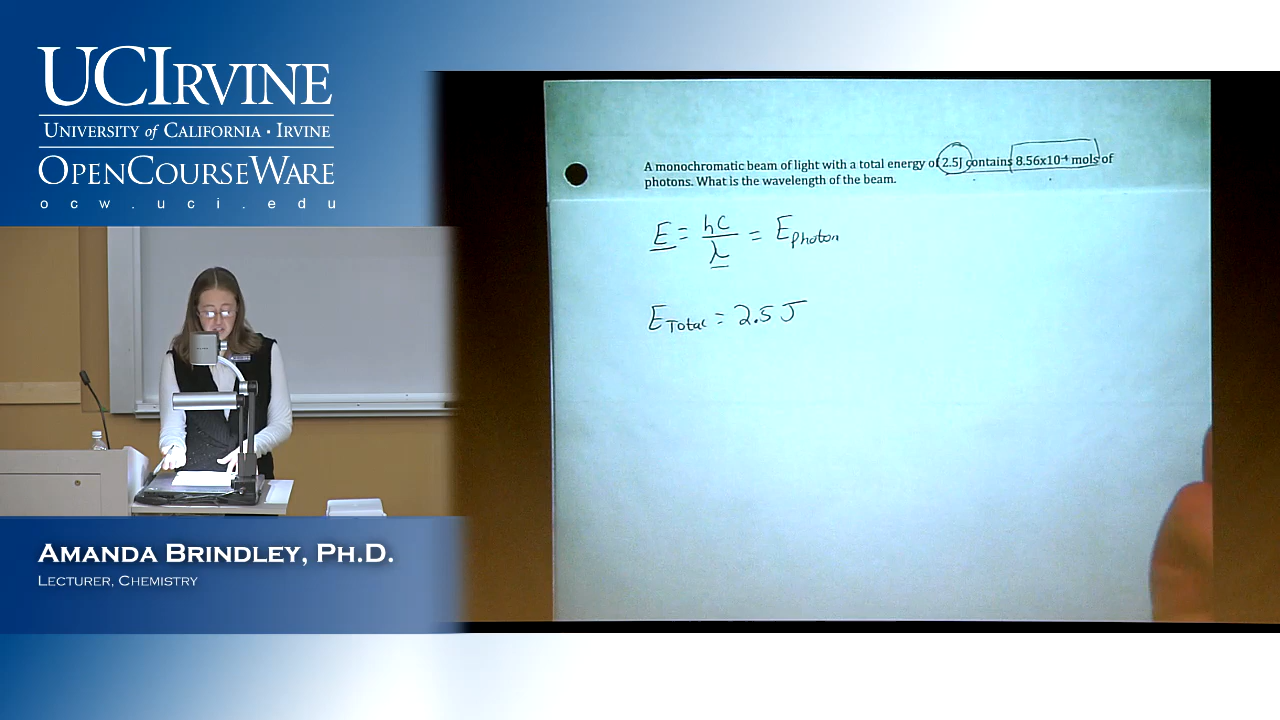 UCIRVINE
UNIVERSITY of CALIFORNIA · IRVINE
OPENCOURSEWARE
ocw.uci.edu
A monochromatic beam of light with a total energy of 2.5J contains 8.56x10⁻⁴ mols of
photons. What is the wavelength of the beam.
E = hc/λ = E photon
E Total = 2.5 J
AMANDA BRINDLEY, PH.D.
LECTURER, CHEMISTRY